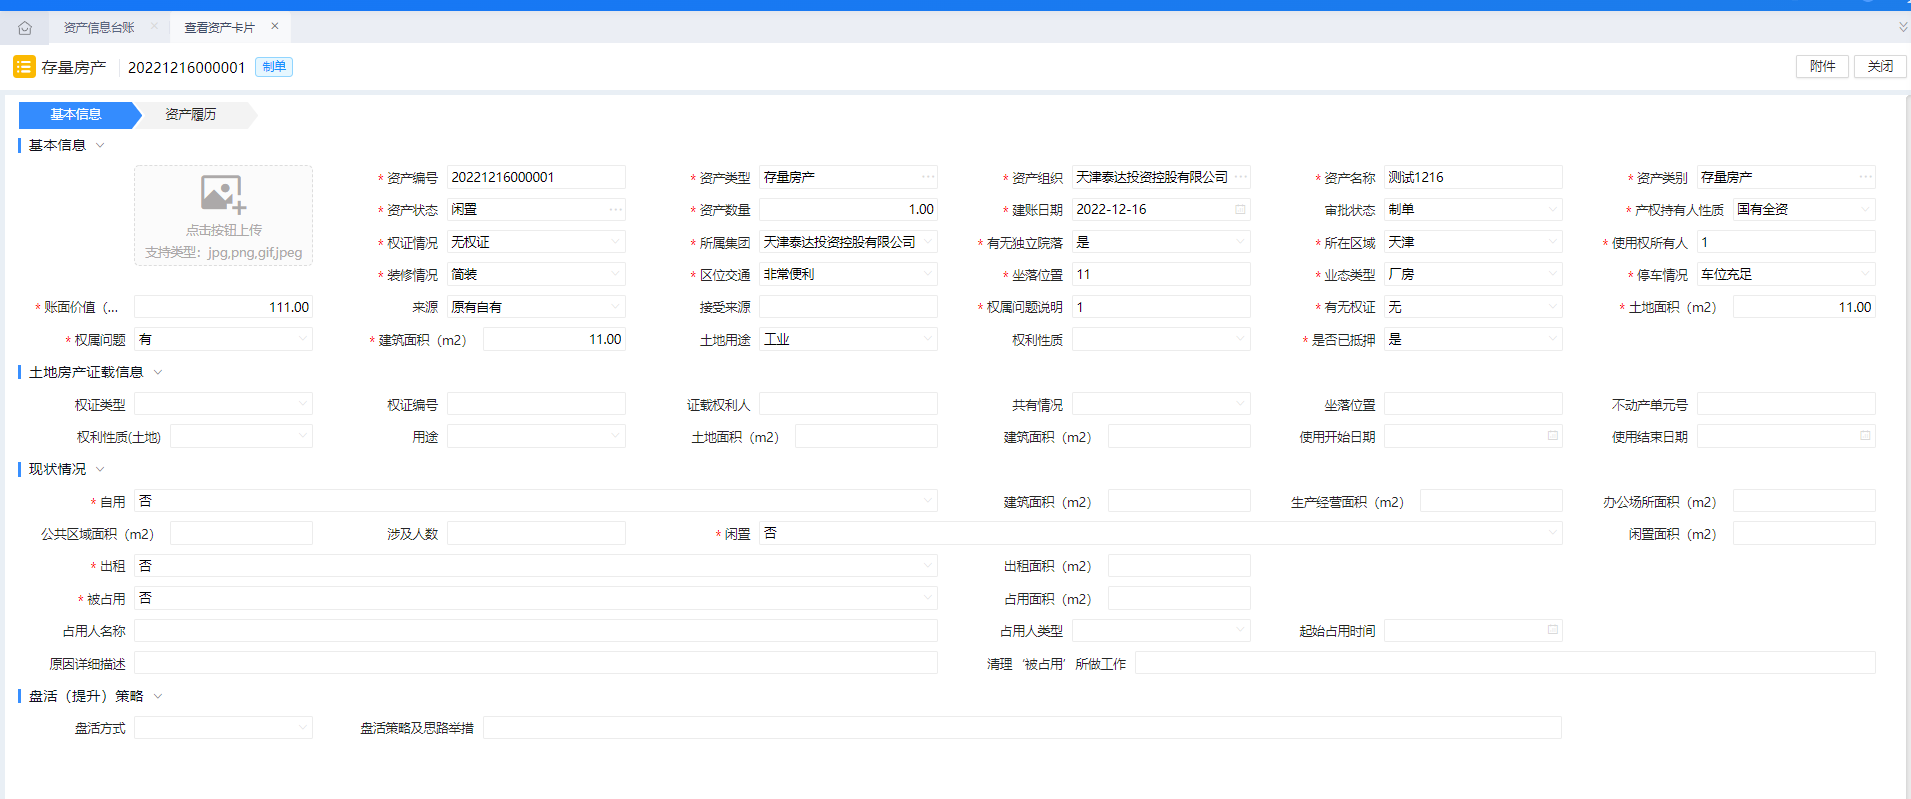 资产信息台账 查看资产卡片
存量房产 20221216000001 制单 附件 关闭
基本信息 资产履历
基本信息
点击按钮上传
支持类型：jpg,png,gif,jpeg
* 资产编号 20221216000001 * 资产类型 存量房产 * 资产组织 天津泰达投资控股有限公司 * 资产名称 测试1216 * 资产类别 存量房产
* 资产状态 闲置 * 资产数量 1.00 * 建账日期 2022-12-16 审批状态 制单 * 产权持有人性质 国有全资
* 权证情况 无权证 * 所属集团 天津泰达投资控股有限公司 * 有无独立院落 是 * 所在区域 天津 * 使用权所有人 1
* 装修情况 简装 * 区位交通 非常便利 * 坐落位置 11 * 业态类型 厂房 * 停车情况 车位充足
* 账面价值（... 111.00 来源 原有自有 接受来源 * 权属问题说明 1 * 有无权证 无 * 土地面积（m2） 11.00
* 权属问题 有 * 建筑面积（m2） 11.00 土地用途 工业 权利性质 * 是否已抵押 是
土地房产证载信息
权证类型 权证编号 证载权利人 共有情况 坐落位置 不动产单元号
权利性质(土地) 用途 土地面积（m2） 建筑面积（m2） 使用开始日期 使用结束日期
现状情况
* 自用 否 建筑面积（m2） 生产经营面积（m2） 办公场所面积（m2）
公共区域面积（m2） 涉及人数 * 闲置 否 闲置面积（m2）
* 出租 否 出租面积（m2）
* 被占用 否 占用面积（m2）
占用人名称 占用人类型 起始占用时间
原因详细描述 清理‘被占用’所做工作
盘活（提升）策略
盘活方式 盘活策略及思路举措